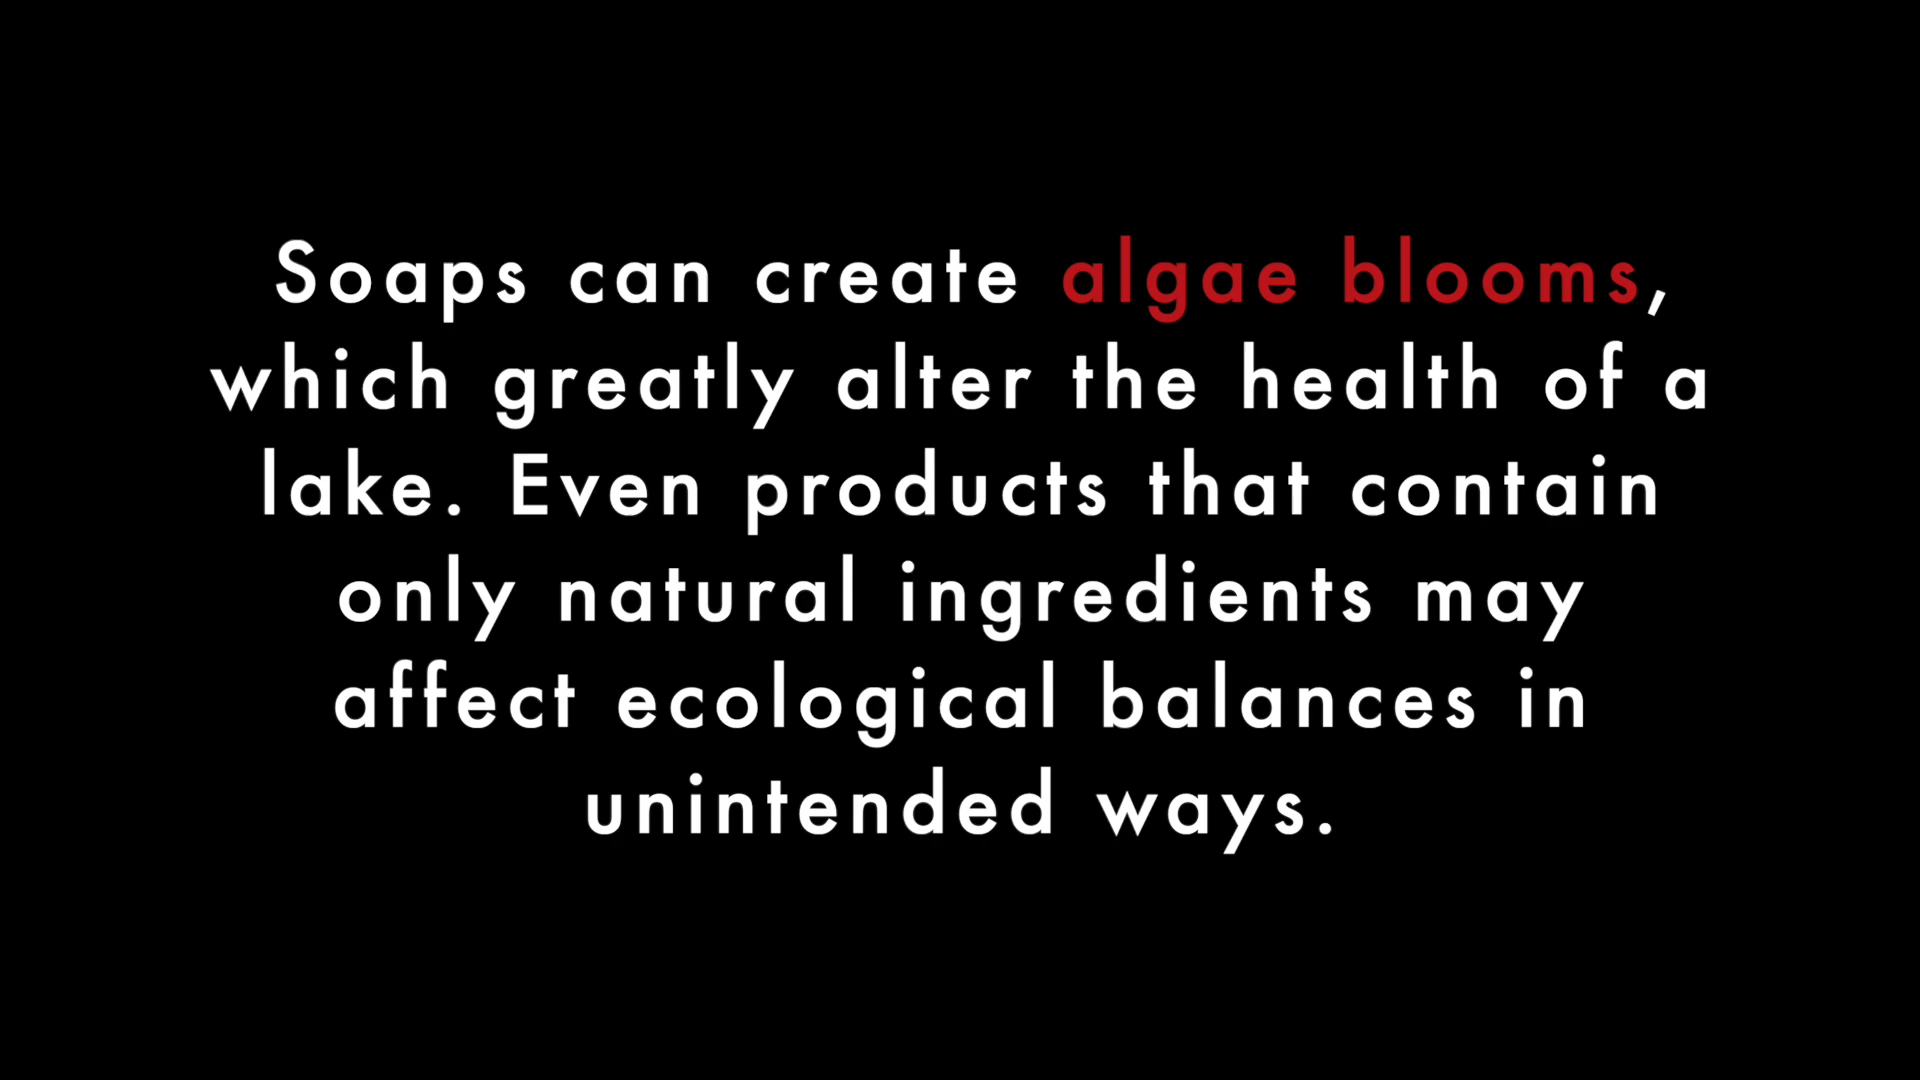 Soaps can create algae blooms,
which greatly alter the health of a
lake. Even products that contain
only natural ingredients may
affect ecological balances in
unintended ways.